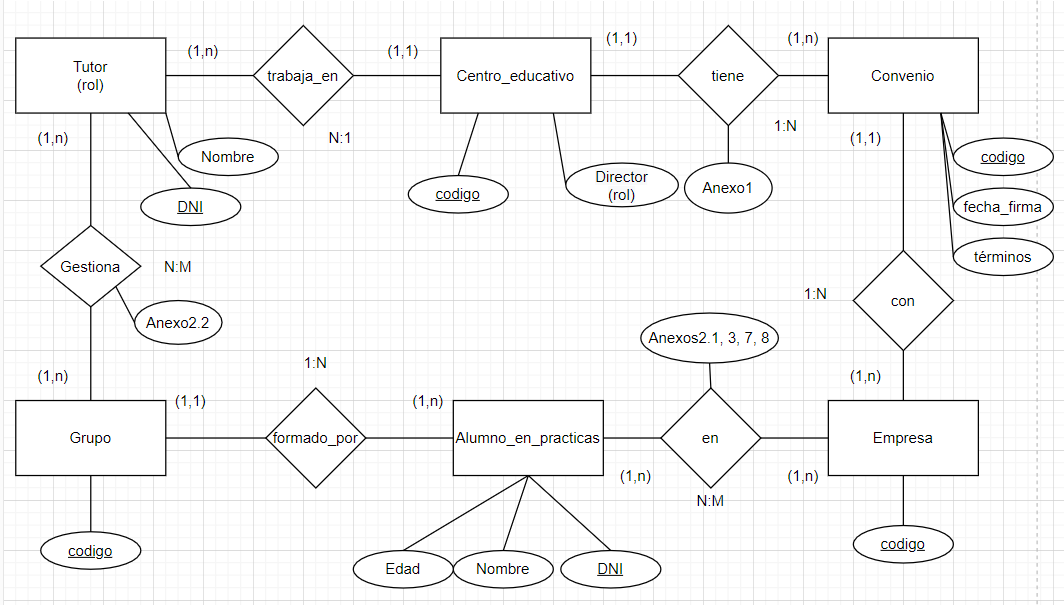 (1,n)
(1,1)
(1,1)
(1,n)
Tutor
(rol)
trabaja_en
Centro_educativo
tiene
Convenio
(1,n)
N:1
1:N
(1,1)
Nombre
codigo
Director
(rol)
Anexo1
codigo
DNI
fecha_firma
términos
Gestiona
N:M
1:N
con
Anexo2.2
Anexos2.1, 3, 7, 8
1:N
(1,n)
(1,n)
(1,1)
(1,n)
Grupo
formado_por
Alumno_en_practicas
en
Empresa
(1,n)
(1,n)
N:M
codigo
codigo
Edad
Nombre
DNI